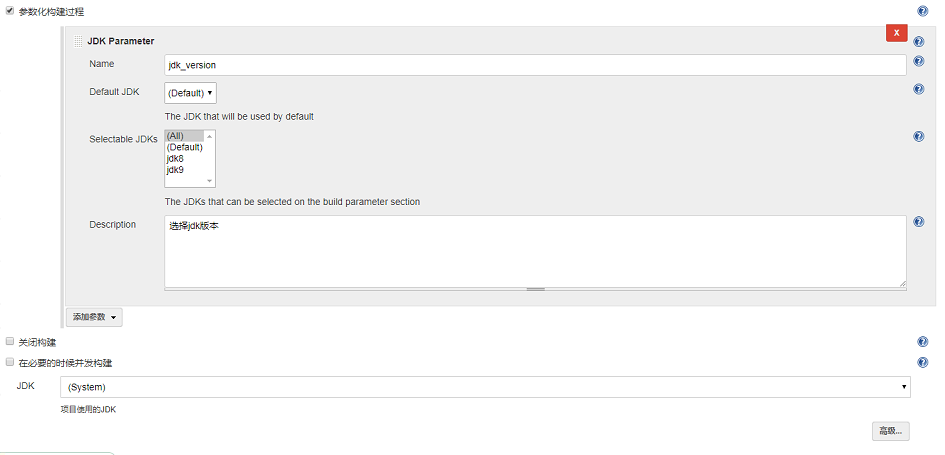 参数化构建过程
X
JDK Parameter
Name
jdk_version
Default JDK
(Default)
The JDK that will be used by default
Selectable JDKs
(All)
(Default)
jdk8
jdk9
The JDKs that can be selected on the build parameter section
Description
选择jdk版本
添加参数
关闭构建
在必要的时候并发构建
JDK
(System)
项目使用的JDK
高级...